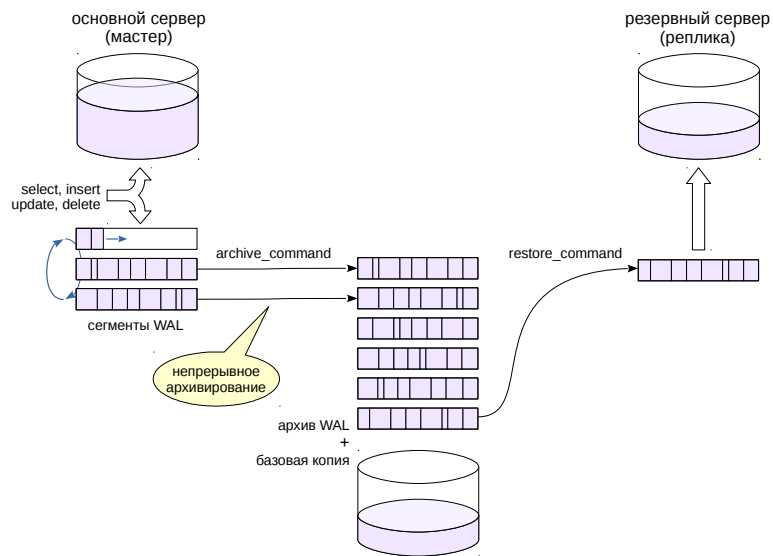 основной сервер
(мастер)
резервный сервер
(реплика)
select, insert
update, delete
archive_command
restore_command
сегменты WAL
непрерывное
архивирование
архив WAL
+
базовая копия